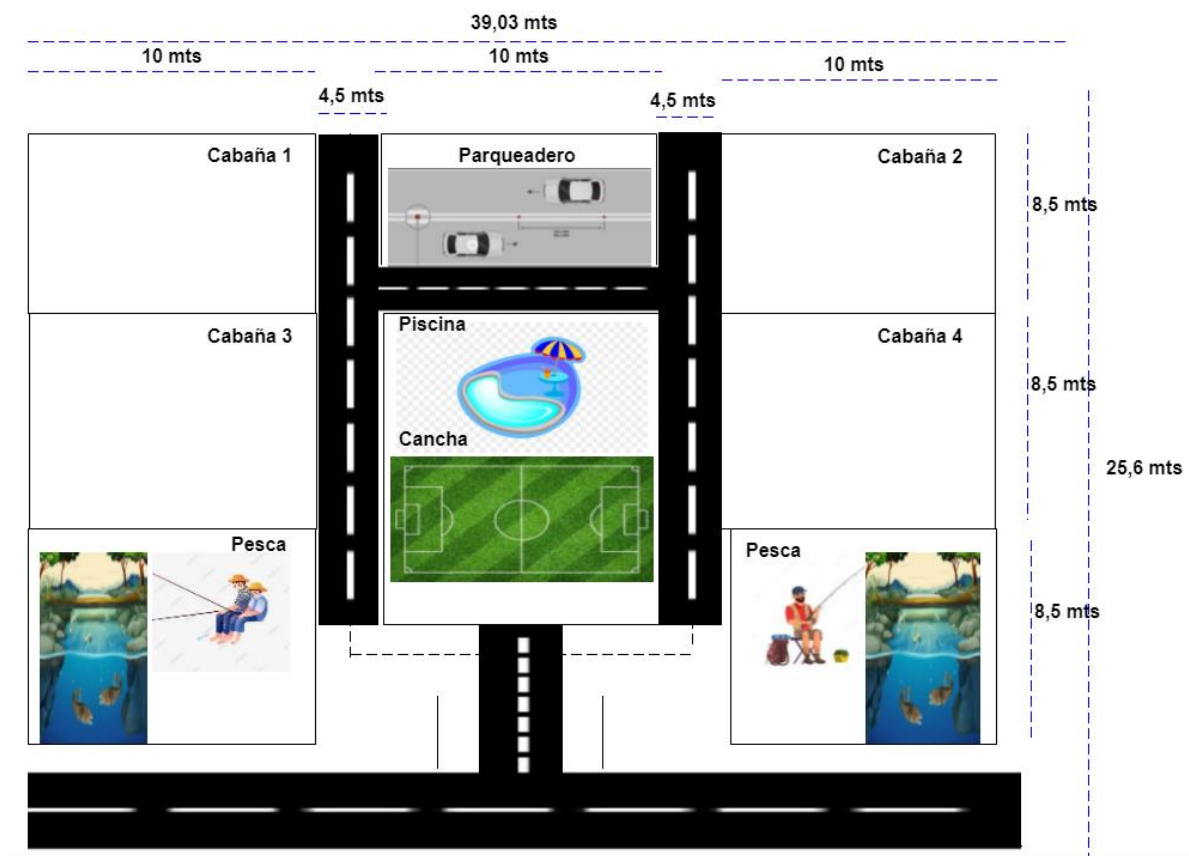 39,03 mts
10 mts
10 mts
10 mts
4,5 mts
4,5 mts
Cabaña 1
Parqueadero
Cabaña 2
8,5 mts
Cabaña 3
Piscina
Cabaña 4
8,5 mts
Cancha
25,6 mts
Pesca
Pesca
8,5 mts